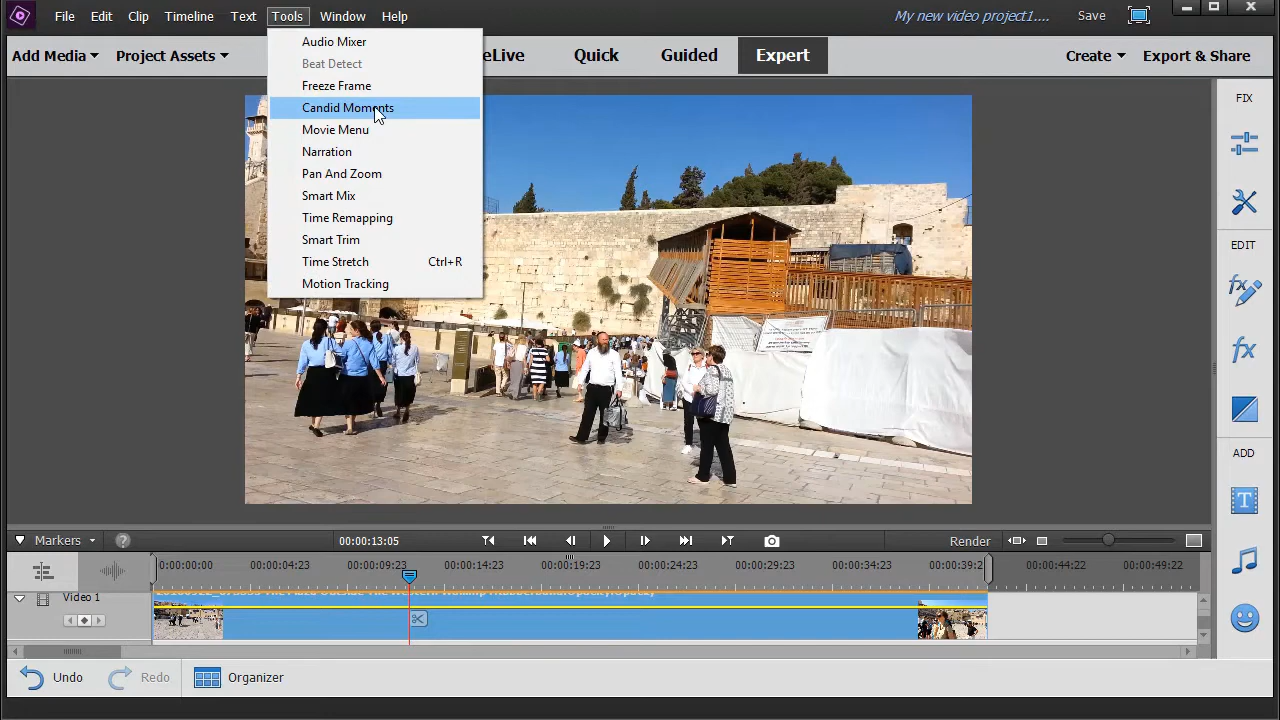 File Edit Clip Timeline Text Tools Window Help My new video project1.... Save
Add Media Project Assets eLive Quick Guided Expert Create Export & Share
Audio Mixer
Beat Detect
Freeze Frame
Candid Moments
Movie Menu
Narration
Pan And Zoom
Smart Mix
Time Remapping
Smart Trim
Time Stretch Ctrl+R
Motion Tracking
FIX
EDIT
ADD
Markers 00:00:13:05 Render
00:00:00:00 00:00:04:23 00:00:09:23 00:00:14:23 00:00:19:23 00:00:24:23 00:00:29:23 00:00:34:23 00:00:39:2 00:00:44:22 00:00:49:22
Video 1
Undo Redo Organizer